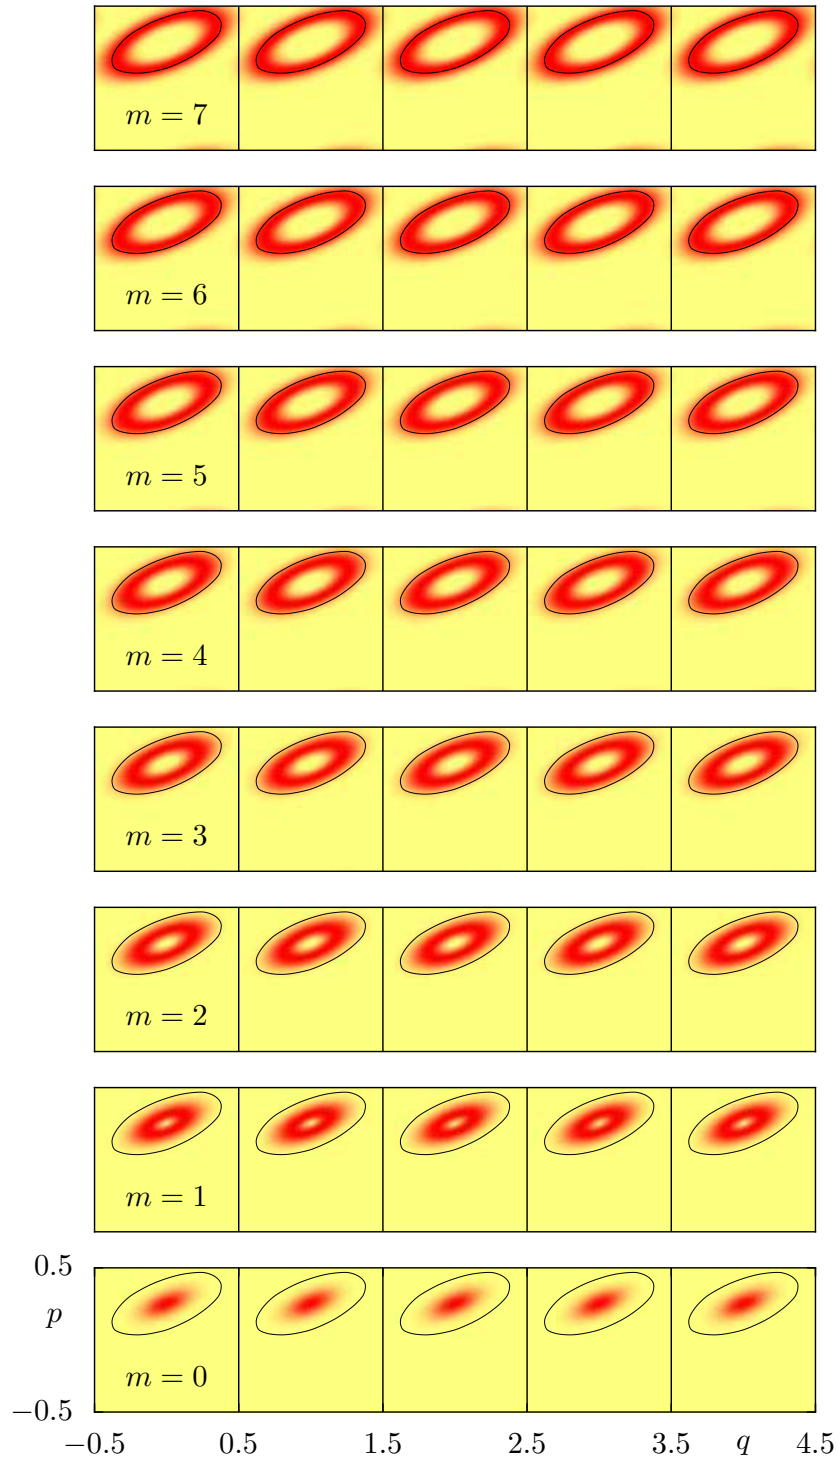 m = 7
m = 6
m = 5
m = 4
m = 3
m = 2
m = 1
0.5
p
m = 0
−0.5
−0.5 0.5 1.5 2.5 3.5 q 4.5